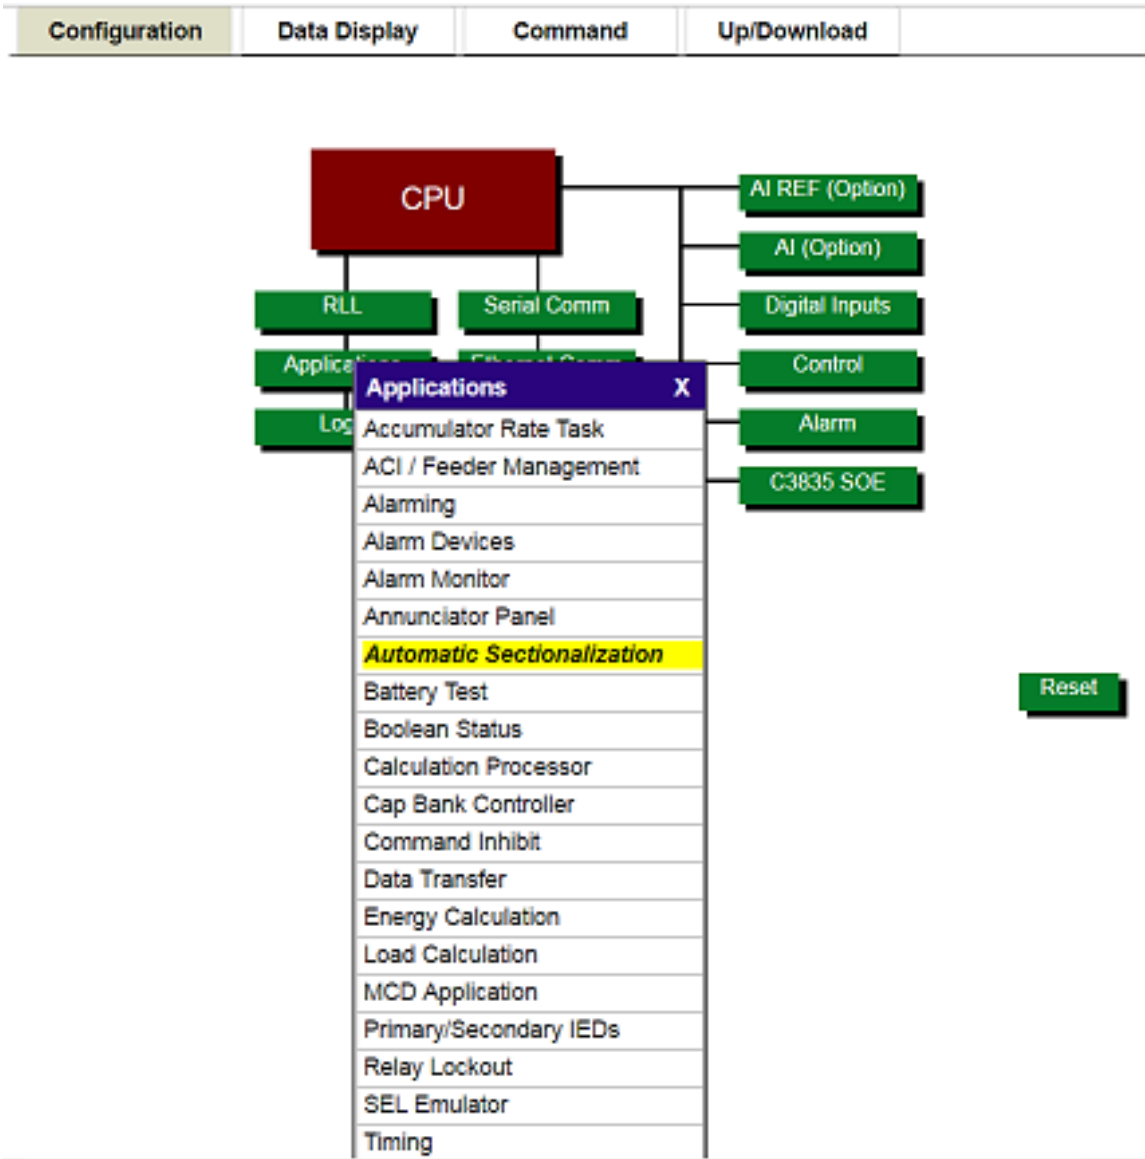 Configuration Data Display Command Up/Download
CPU
AI REF (Option)
AI (Option)
RLL Serial Comm Digital Inputs
Control
Applications X
Alarm
Accumulator Rate Task
ACI / Feeder Management
C3835 SOE
Alarming
Alarm Devices
Alarm Monitor
Annunciator Panel
Automatic Sectionalization
Battery Test
Reset
Boolean Status
Calculation Processor
Cap Bank Controller
Command Inhibit
Data Transfer
Energy Calculation
Load Calculation
MCD Application
Primary/Secondary IEDs
Relay Lockout
SEL Emulator
Timing